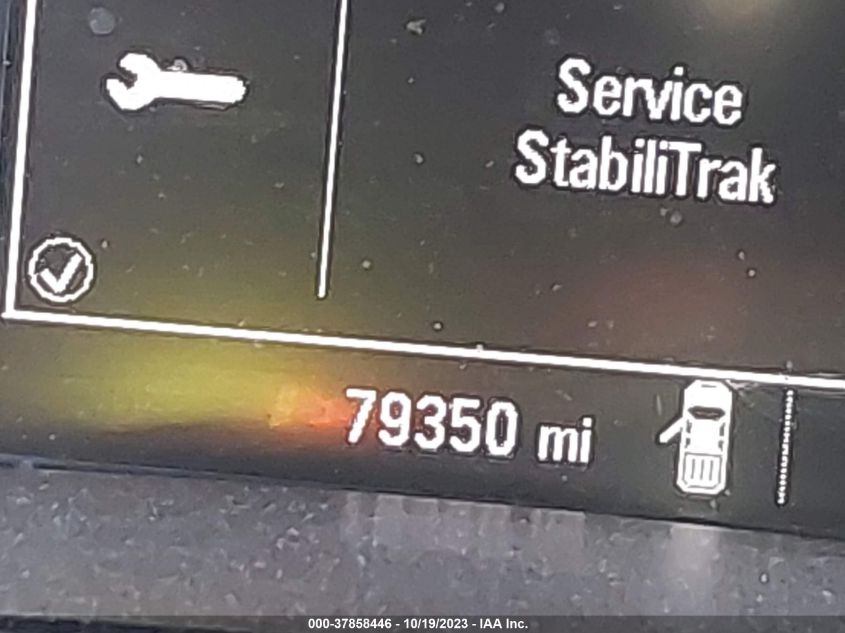 Service
StabiliTrak
79350 mi
000-37858446 - 10/19/2023 - IAA Inc.